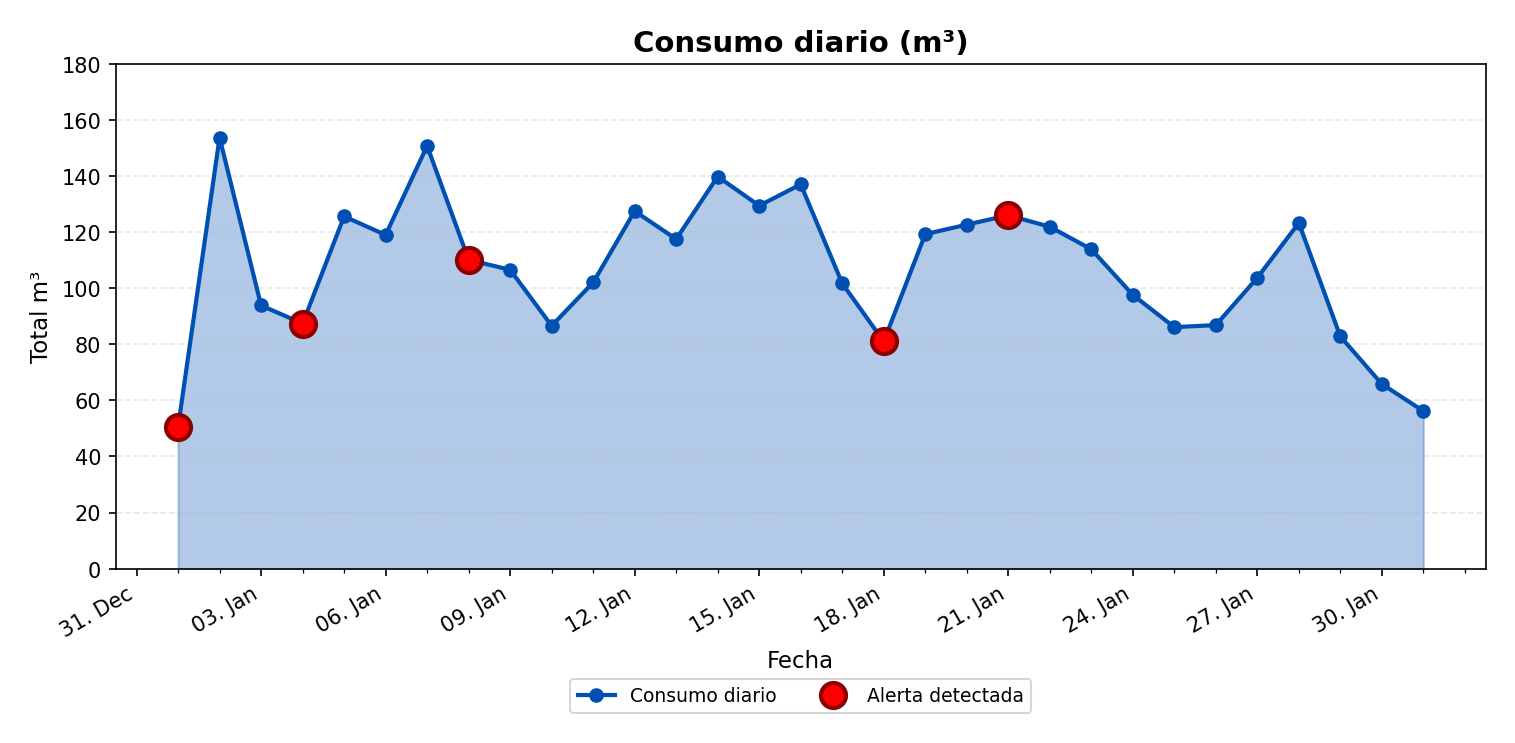 Consumo diario (m³)
180
160
140
120
100
80
60
40
20
0
Total m³
31. Dec
03. Jan
06. Jan
09. Jan
12. Jan
15. Jan
18. Jan
21. Jan
24. Jan
27. Jan
30. Jan
Fecha
Consumo diario
Alerta detectada